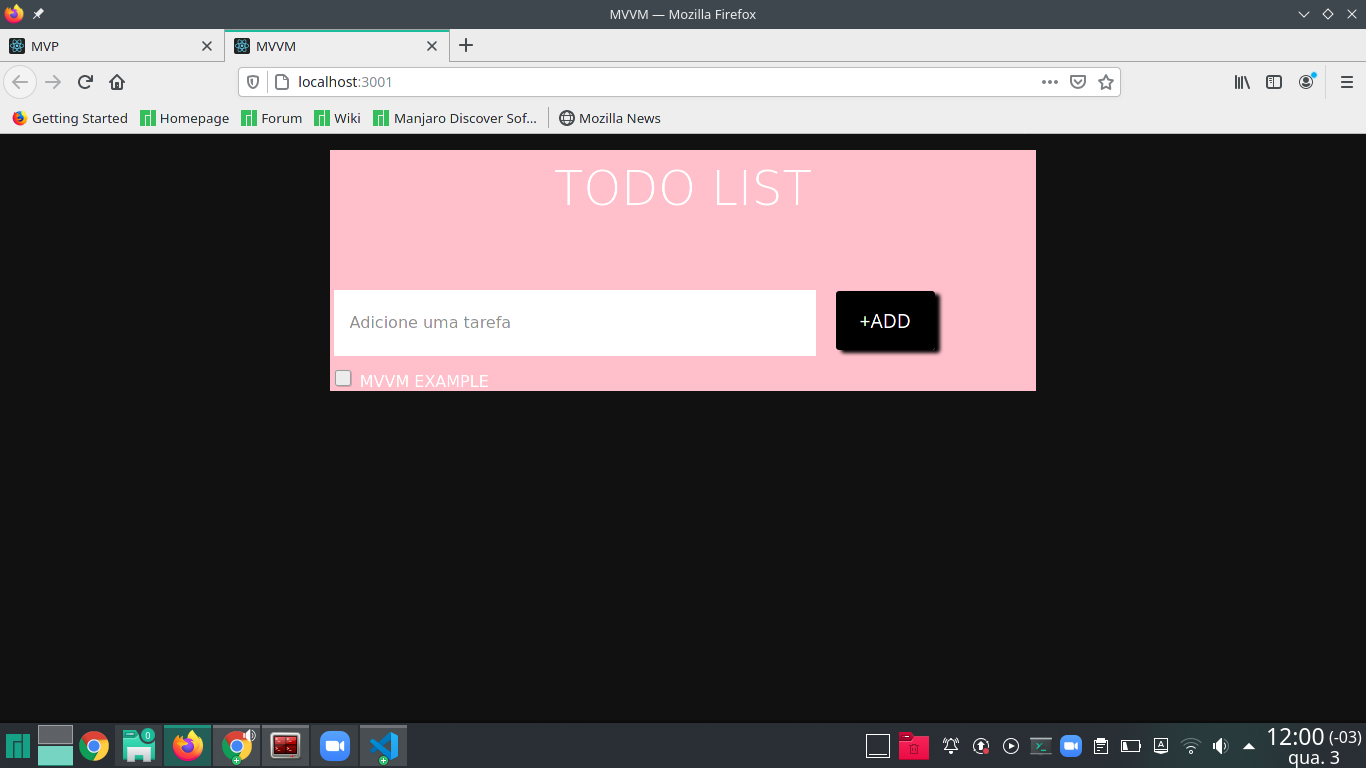 MVVM — Mozilla Firefox
MVP
MVVM
localhost:3001
Getting Started
Homepage
Forum
Wiki
Manjaro Discover Sof...
Mozilla News
TODO LIST
Adicione uma tarefa
+ADD
MVVM EXAMPLE
0
A
12:00 (-03)
qua. 3